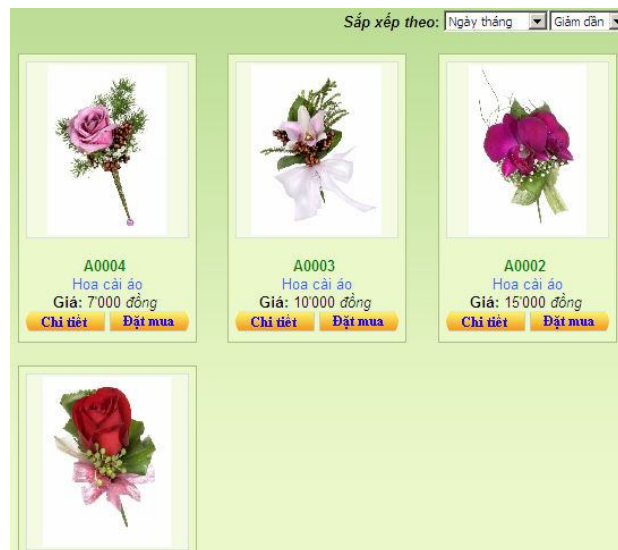 Sắp xếp theo: Ngày tháng Giảm dần
A0004
Hoa cài áo
Giá: 7'000 đồng
Chi tiết Đặt mua
A0003
Hoa cài áo
Giá: 10'000 đồng
Chi tiết Đặt mua
A0002
Hoa cài áo
Giá: 15'000 đồng
Chi tiết Đặt mua